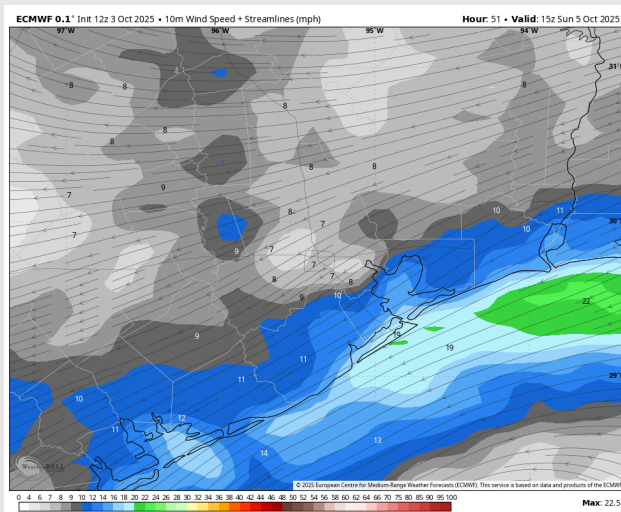 ECMWF 0.1° Init 12z 3 Oct 2025 • 10m Wind Speed + Streamlines (mph) Hour: 51 • Valid: 15z Sun 5 Oct 2025
97°W 96°W 95°W 94°W
31°
8 8 8
8
8
8
8 8
9
7 8 10 11
7 7 10 30°
9 7
8 7 7 8
9 10
22
9 19
19
11
11 29°
10
12
11
13
14
WeatherBELL
© 2025 European Centre for Medium-Range Weather Forecasts (ECMWF). This service is based on data and products of the ECMWF
0 4 6 7 8 9 10 12 14 16 18 20 22 24 26 28 30 32 34 36 38 40 42 44 46 48 50 52 54 56 58 60 62 64 66 68 70 75 80 85 90 95 100
Max: 22.5